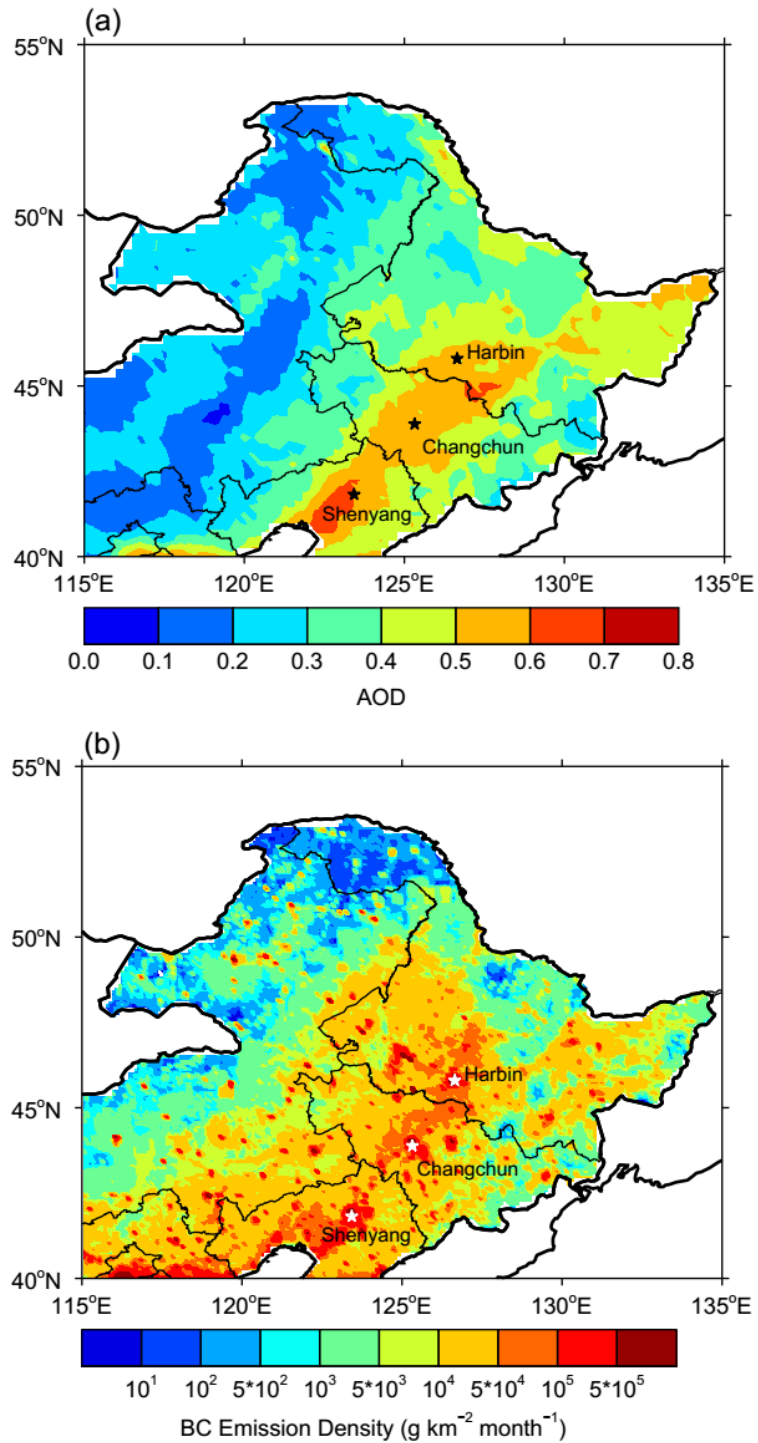 (a)
55°N
50°N
45°N
40°N
Harbin
Changchun
Shenyang
115°E 120°E 125°E 130°E 135°E
0.0 0.1 0.2 0.3 0.4 0.5 0.6 0.7 0.8
AOD
(b)
55°N
50°N
45°N
40°N
Harbin
Changchun
Shenyang
115°E 120°E 125°E 130°E 135°E
10¹ 10² 5*10² 10³ 5*10³ 10⁴ 5*10⁴ 10⁵ 5*10⁵
BC Emission Density (g km⁻² month⁻¹)